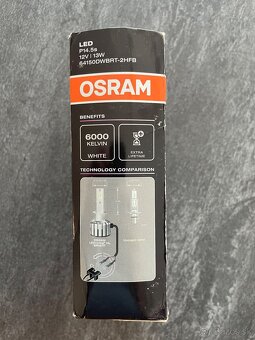 LED
P14.5s
12V | 13W
64150DWBRT-2HFB
OSRAM
BENEFITS
6000
KELVIN
WHITE
EXTRA
LIFETIME
TECHNOLOGY COMPARISON